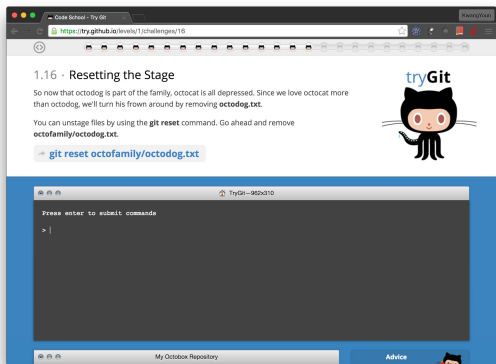 Code School - Try Git
KwangYoun
https://try.github.io/levels/1/challenges/16
1.16 · Resetting the Stage
tryGit
So now that octodog is part of the family, octocat is all depressed. Since we love octocat more
than octodog, we'll turn his frown around by removing octodog.txt.
You can unstage files by using the git reset command. Go ahead and remove
octofamily/octodog.txt.
git reset octofamily/octodog.txt
TryGit—962x310
Press enter to submit commands
>
My Octobox Repository
Advice